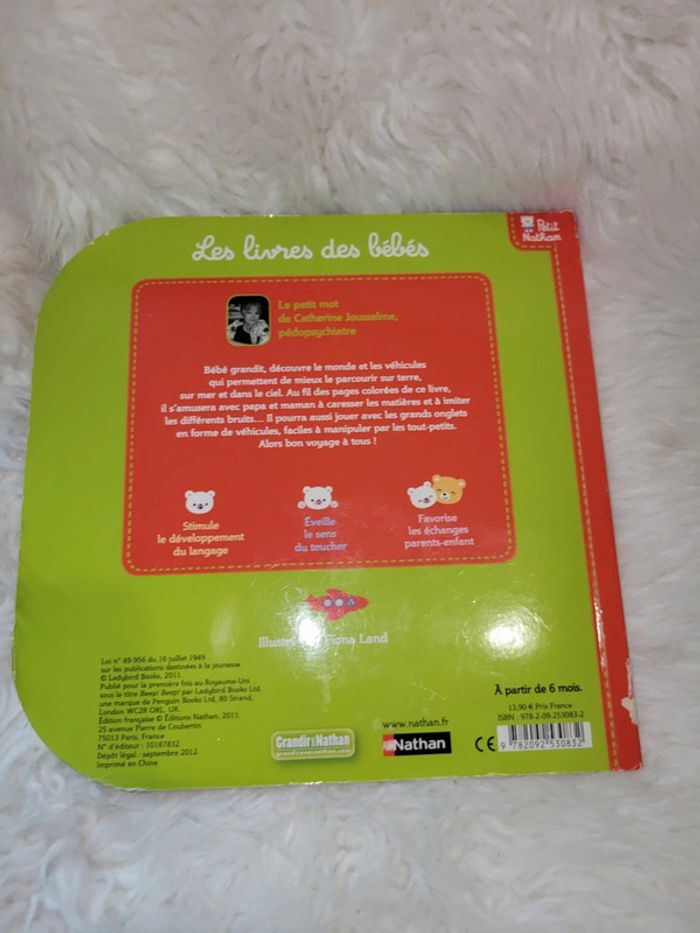 Les livres des bébés
Petit
Nathan
Le petit mot
de Catherine Jousselme,
pédopsychiatre
Bébé grandit, découvre le monde et les véhicules
qui permettent de mieux le parcourir sur terre,
sur mer et dans le ciel. Au fil des pages colorées de ce livre,
il s'amusera avec papa et maman à caresser les matières et à imiter
les différents bruits... Il pourra aussi jouer avec les grands onglets
en forme de véhicules, faciles à manipuler par les tout-petits.
Alors bon voyage à tous !
Stimule
le développement
du langage
Éveille
le sens
du toucher
Favorise
les échanges
parents-enfant
Fiona Land
Loi n° 49-956 du 16 juillet 1949
sur les publications destinées à la jeunesse.
© Ladybird Books, 2011.
Publié pour la première fois au Royaume-Uni
sous le titre Beep! Beep! par Ladybird Books Ltd.
une marque de Penguin Books Ltd, 80 Strand,
London WC2R ORL, UK.
Édition française © Éditions Nathan, 2011.
25 avenue Pierre de Coubertin
75013 Paris, France
N° d'éditeur : 10187832
Dépôt légal : septembre 2012
Imprimé en Chine
Grandir Nathan
www.nathan.fr
Nathan
À partir de 6 mois.
13,90 € Prix France
ISBN : 978-2-09-253083-2
CE
9 782092 530832